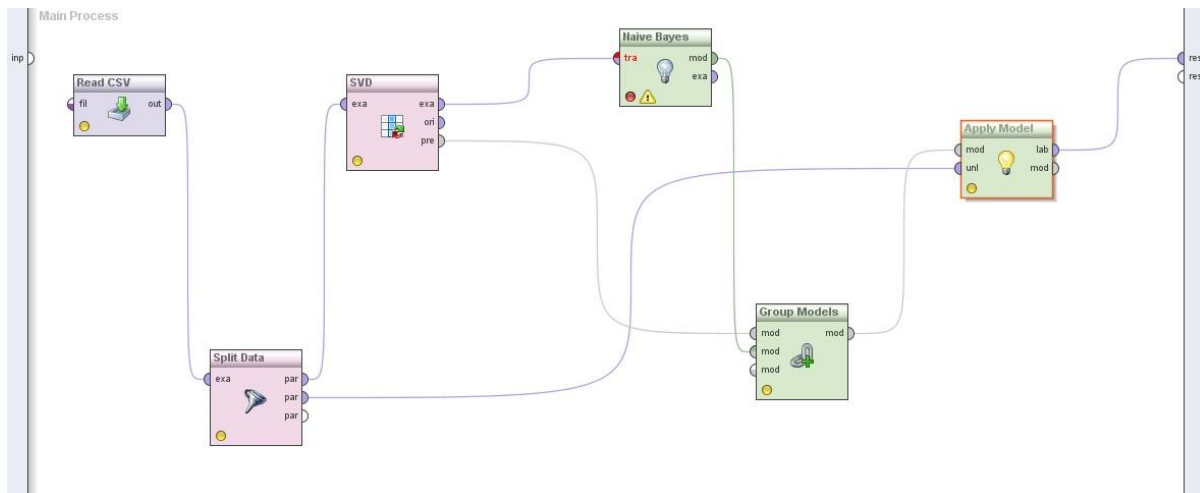 Main Process
inp
Read CSV
fil
out
SVD
exa
exa
ori
pre
Naive Bayes
tra
mod
exa
res
res
Apply Model
mod
lab
unl
mod
Group Models
mod
mod
mod
mod
Split Data
exa
par
par
par